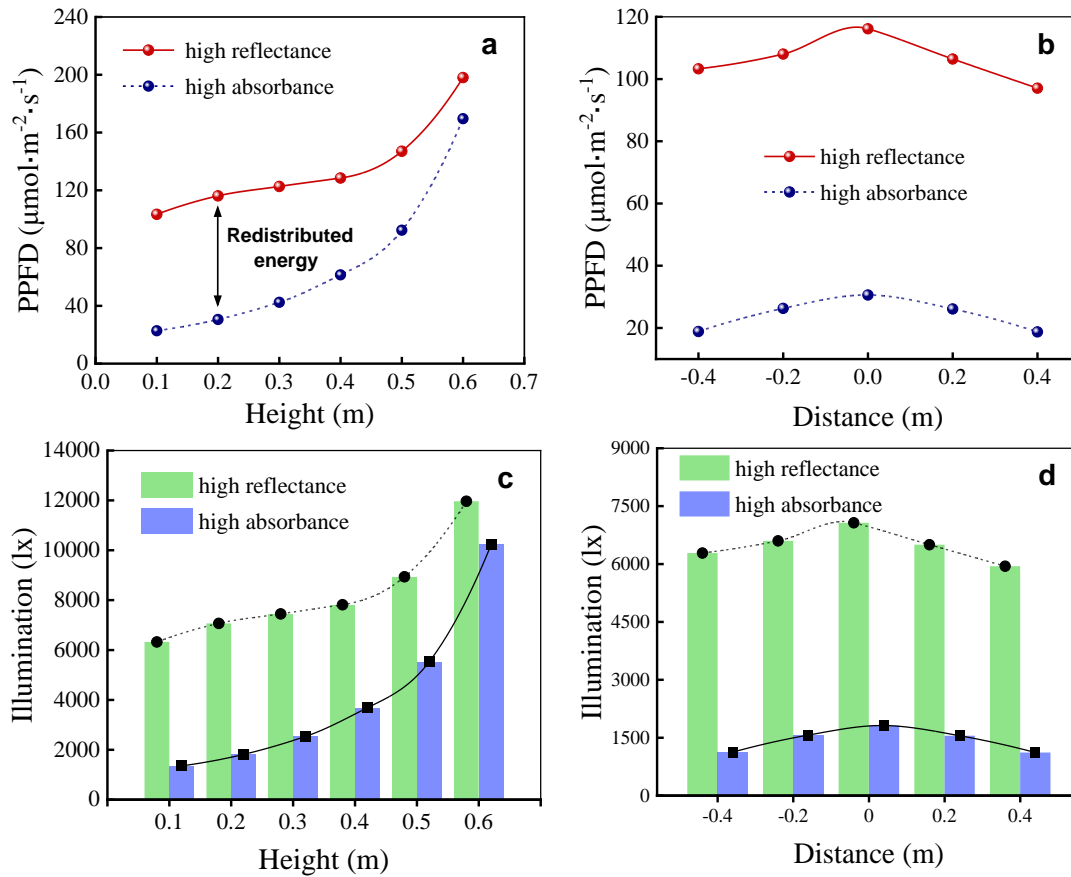 a
high reflectance
high absorbance
Redistributed
energy
PPFD (μmol·m⁻²·s⁻¹)
240
200
160
120
80
40
0
0.0 0.1 0.2 0.3 0.4 0.5 0.6 0.7
Height (m)
b
high reflectance
high absorbance
PPFD (μmol·m⁻²·s⁻¹)
120
100
80
60
40
20
-0.4 -0.2 0.0 0.2 0.4
Distance (m)
c
high reflectance
high absorbance
Illumination (lx)
14000
12000
10000
8000
6000
4000
2000
0
0.1 0.2 0.3 0.4 0.5 0.6
Height (m)
d
high reflectance
high absorbance
Illumination (lx)
9000
7500
6000
4500
3000
1500
0
-0.4 -0.2 0 0.2 0.4
Distance (m)